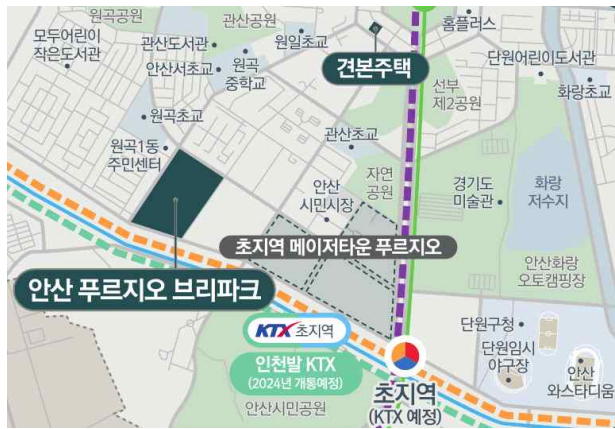 원곡공원
관산공원
모두어린이
작은도서관
관산도서관
원일초교
홈플러스
안산서초교
원곡
중학교
견본주택
단원어린이도서관
화랑초교
선부
제2공원
원곡초교
관산초교
원곡1동
주민센터
자연
공원
안산
시민시장
경기도
미술관
화랑
저수지
초지역 메이저타운 푸르지오
안산화랑
오토캠핑장
안산 푸르지오 브리파크
KTX 초지역
단원구청
인천발 KTX
(2024년 개통예정)
단원임시
야구장
초지역
(KTX 예정)
안산
와스타디움
안산시민공원